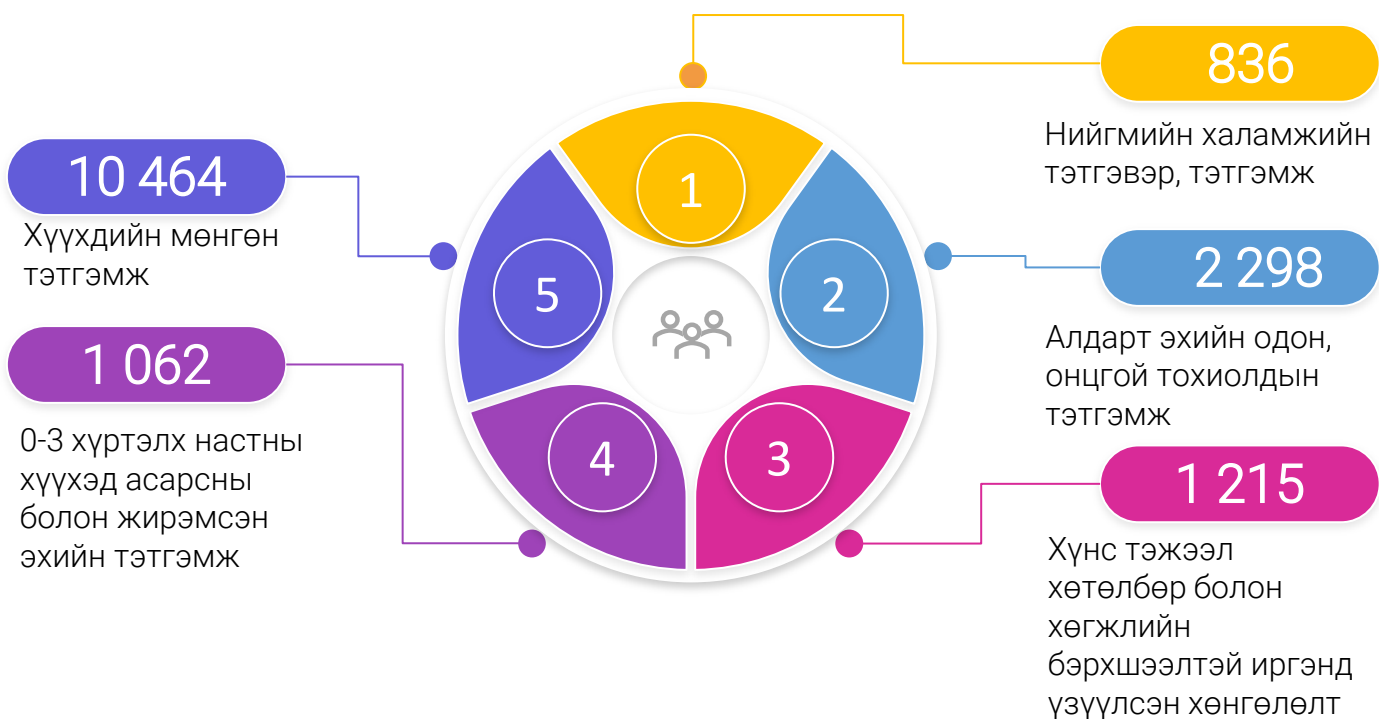 836
Нийгмийн халамжийн
тэтгэвэр, тэтгэмж
2 298
Алдарт эхийн одон,
онцгой тохиолдын
тэтгэмж
1 215
Хүнс тэжээл
хөтөлбөр болон
хөгжлийн
бэрхшээлтэй иргэнд
үзүүлсэн хөнгөлөлт
1 062
0-3 хүртэлх настны
хүүхэд асарсны
болон жирэмсэн
эхийн тэтгэмж
10 464
Хүүхдийн мөнгөн
тэтгэмж
1
2
3
4
5